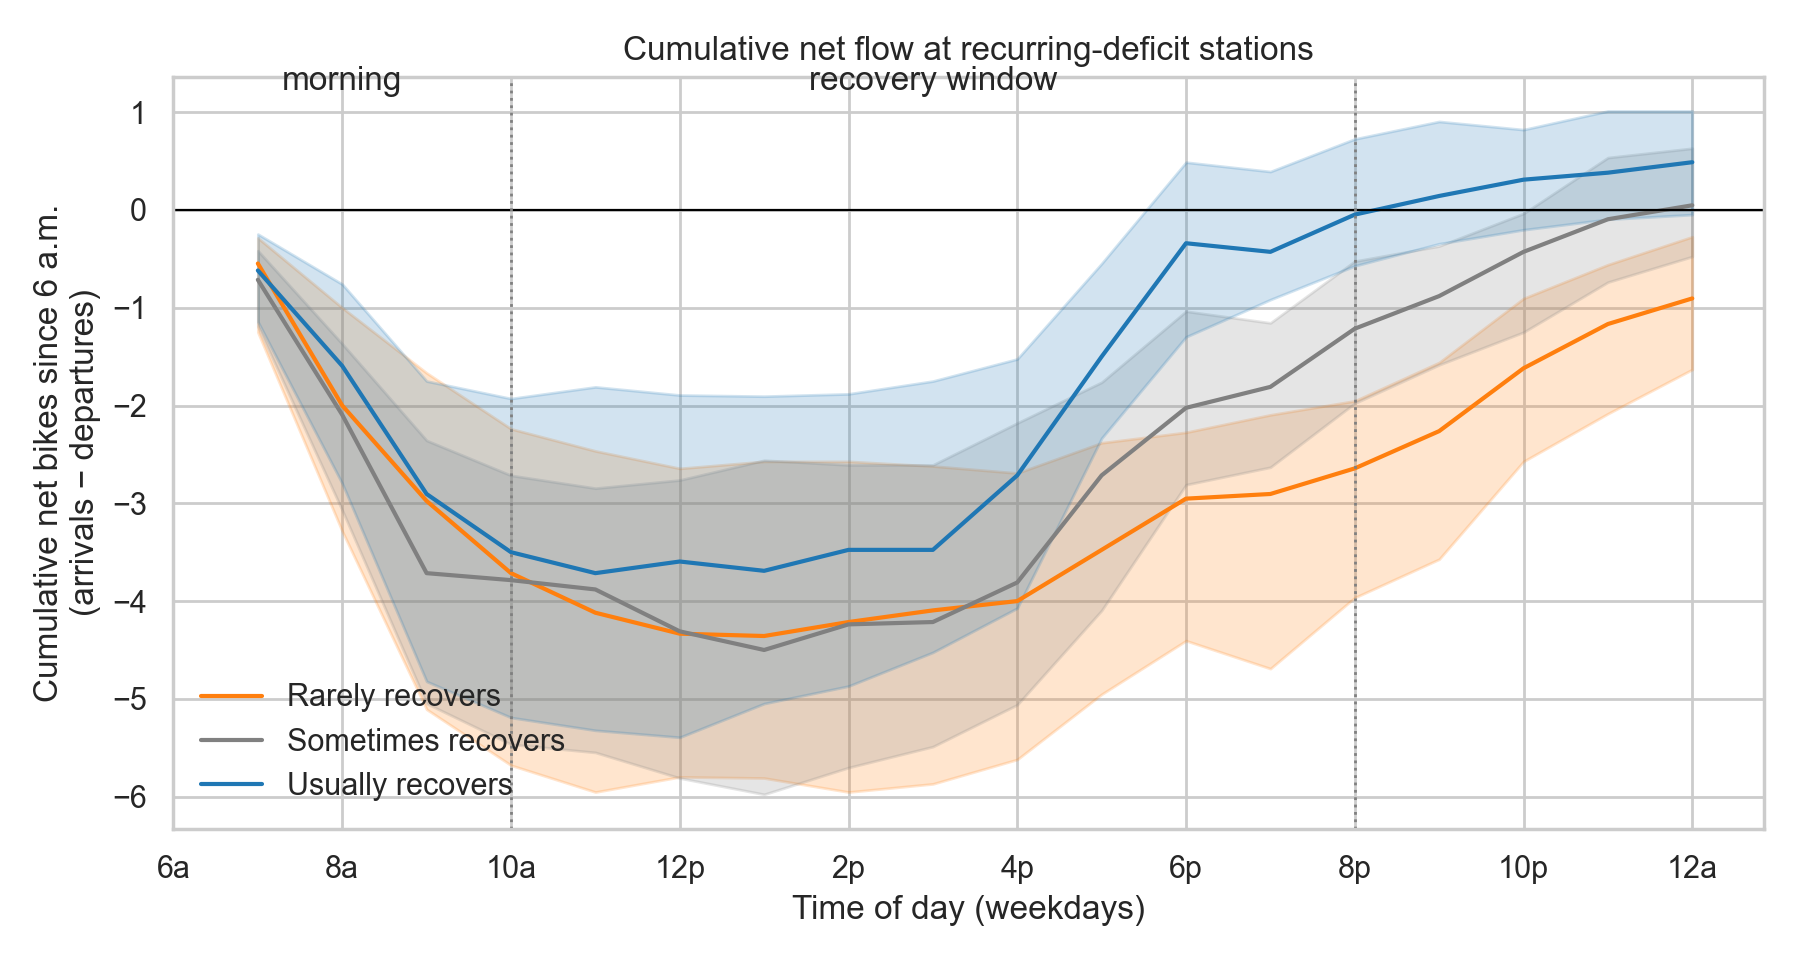 Cumulative net flow at recurring-deficit stations
morning
recovery window
Cumulative net bikes since 6 a.m.
(arrivals − departures)
1
0
−1
−2
−3
−4
−5
−6
Rarely recovers
Sometimes recovers
Usually recovers
6a 8a 10a 12p 2p 4p 6p 8p 10p 12a
Time of day (weekdays)